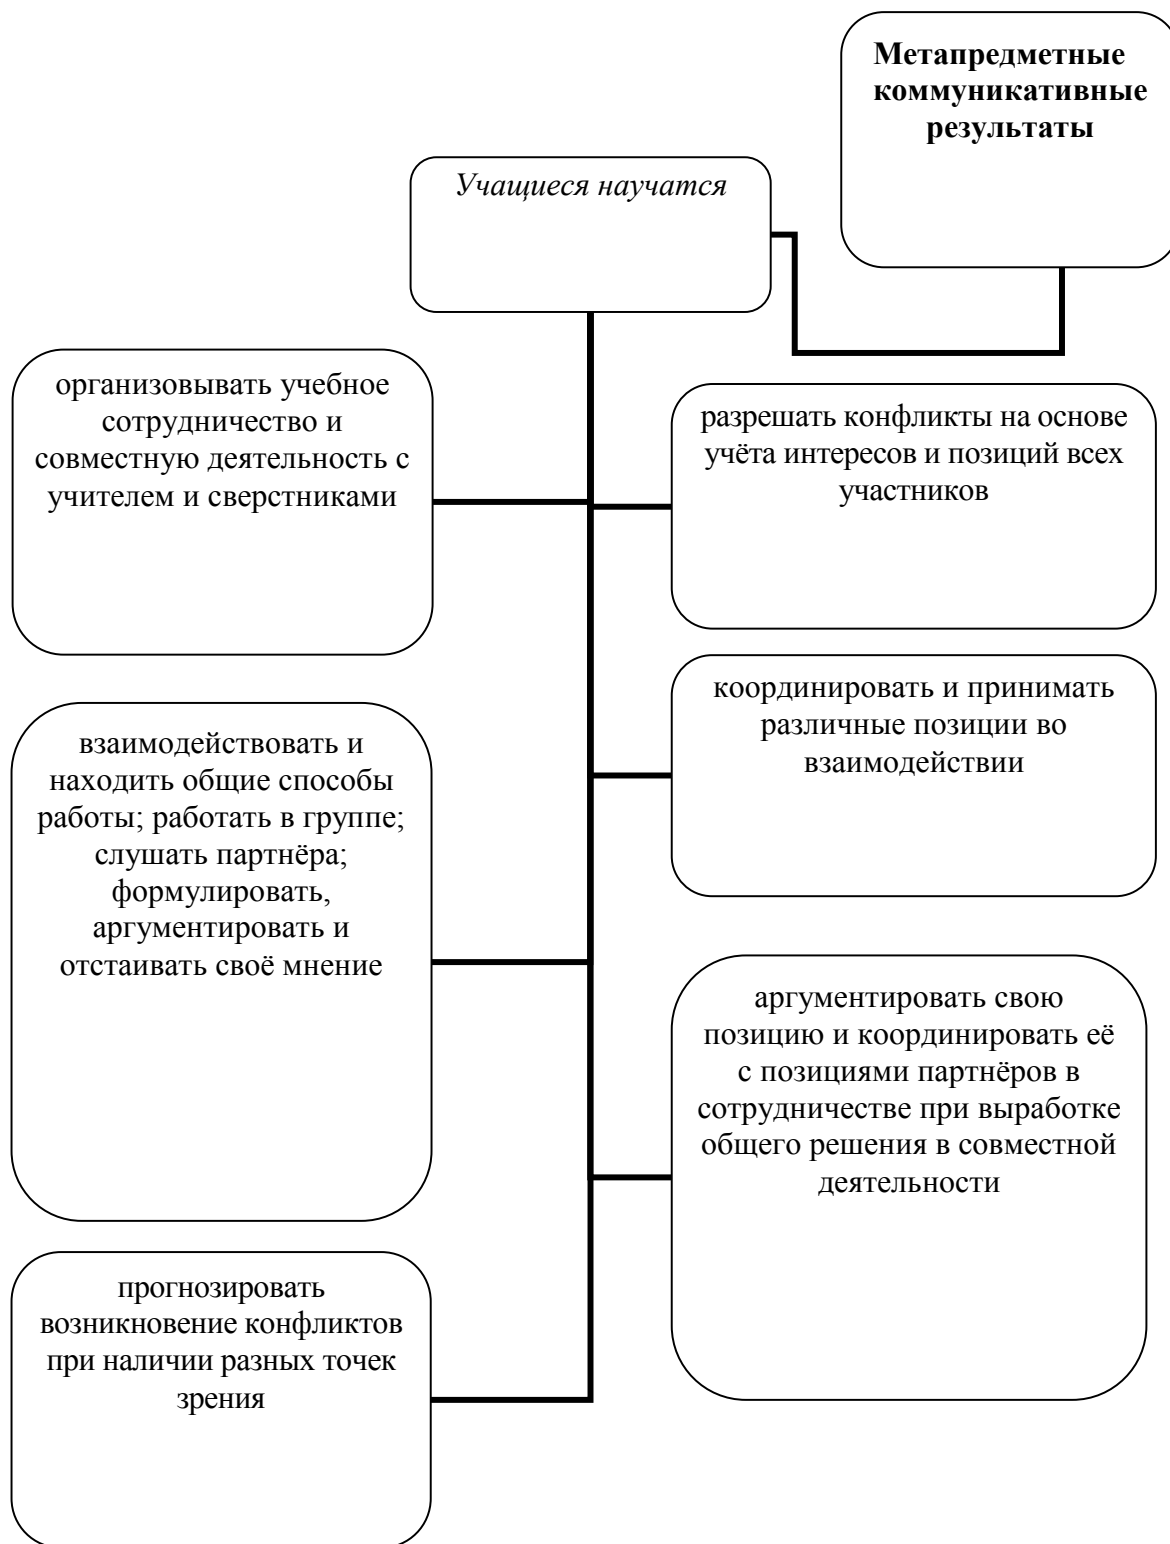 Метапредметные
коммуникативные
результаты
Учащиеся научатся
организовывать учебное
сотрудничество и
совместную деятельность с
учителем и сверстниками
разрешать конфликты на основе
учёта интересов и позиций всех
участников
взаимодействовать и
находить общие способы
работы; работать в группе;
слушать партнёра;
формулировать,
аргументировать и
отстаивать своё мнение
координировать и принимать
различные позиции во
взаимодействии
аргументировать свою
позицию и координировать её
с позициями партнёров в
сотрудничестве при выработке
общего решения в совместной
деятельности
прогнозировать
возникновение конфликтов
при наличии разных точек
зрения